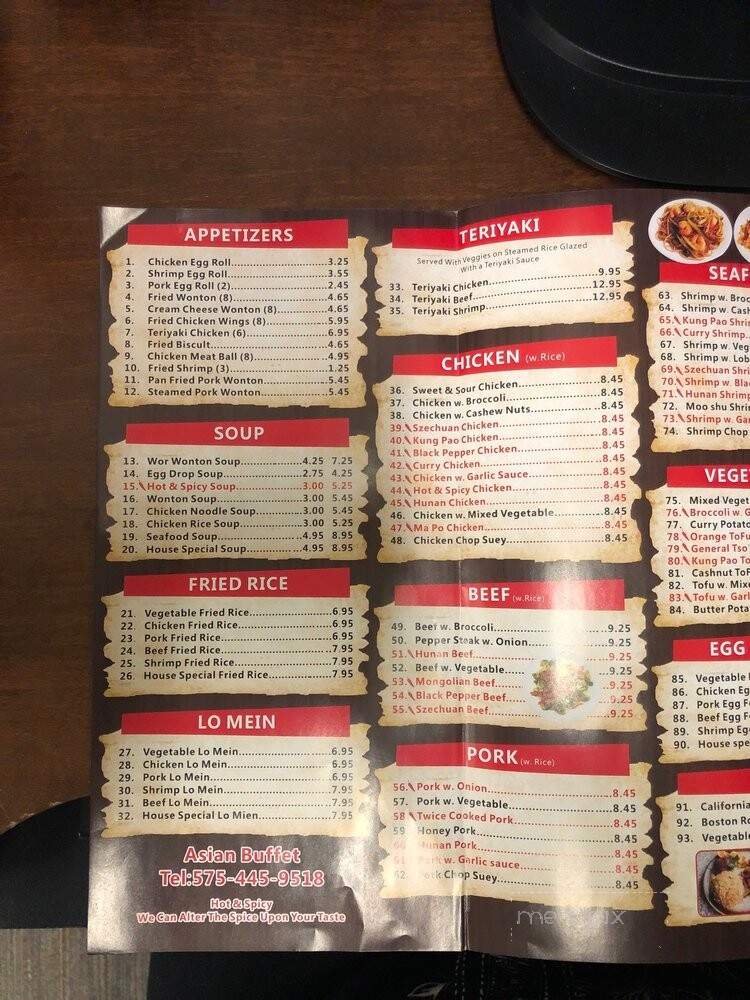 APPETIZERS
1. Chicken Egg Roll 3.25
2. Shrimp Egg Roll 3.55
3. Pork Egg Roll (2) 2.45
4. Fried Wonton (8) 4.65
5. Cream Cheese Wonton (8) 4.65
6. Fried Chicken Wings (8) 5.95
7. Teriyaki Chicken (6) 6.95
8. Fried Biscult 4.65
9. Chicken Meat Ball (8) 4.95
10. Fried Shrimp (3) 1.25
11. Pan Fried Pork Wonton 5.45
12. Steamed Pork Wonton 5.45
SOUP
13. Wor Wonton Soup 4.25 7.25
14. Egg Drop Soup 2.75 4.25
15. Hot & Spicy Soup 3.00 5.25
16. Wonton Soup 3.00 5.45
17. Chicken Noodle Soup 3.00 5.45
18. Chicken Rice Soup 3.00 5.25
19. Seafood Soup 4.95 8.95
20. House Special Soup 4.95 8.95
FRIED RICE
21. Vegetable Fried Rice 6.95
22. Chicken Fried Rice 6.95
23. Pork Fried Rice 6.95
24. Beef Fried Rice 7.95
25. Shrimp Fried Rice 7.95
26. House Special Fried Rice 7.95
LO MEIN
27. Vegetable Lo Mein 6.95
28. Chicken Lo Mein 6.95
29. Pork Lo Mein 6.95
30. Shrimp Lo Mein 7.95
31. Beef Lo Mein 7.95
32. House Special Lo Mien 7.95
Asian Buffet
Tel:575-445-9518
Hot & Spicy
We Can Alter The Spice Upon Your Taste
TERIYAKI
Served With Veggies on Steamed Rice Glazed
With a Teriyaki Sauce
33. Teriyaki Chicken 9.95
34. Teriyaki Beef 12.95
35. Teriyaki Shrimp 12.95
CHICKEN (w.Rice)
36. Sweet & Sour Chicken 8.45
37. Chicken w. Broccoli 8.45
38. Chicken w. Cashew Nuts 8.45
39. Szechuan Chicken 8.45
40. Kung Pao Chicken 8.45
41. Black Pepper Chicken 8.45
42. Curry Chicken 8.45
43. Chicken w. Garlic Sauce 8.45
44. Hot & Spicy Chicken 8.45
45. Hunan Chicken 8.45
46. Chicken w. Mixed Vegetable 8.45
47. Ma Po Chicken 8.45
48. Chicken Chop Suey 8.45
BEEF (w.Rice)
49. Beef w. Broccoli 9.25
50. Pepper Steak w. Onion 9.25
51. Hunan Beef 9.25
52. Beef w. Vegetable 9.25
53. Mongolian Beef 9.25
54. Black Pepper Beef 9.25
55. Szechuan Beef 9.25
PORK (w. Rice)
56. Pork w. Onion 8.45
57. Pork w. Vegetable 8.45
58. Twice Cooked Pork 8.45
59. Honey Pork 8.45
60. Hunan Pork 8.45
61. Pork w. Garlic sauce 8.45
62. Pork Chop Suey 8.45
SEAF
63. Shrimp w. Broc
64. Shrimp w. Cash
65. Kung Pao Shrim
66. Curry Shrimp
67. Shrimp w. Veg
68. Shrimp w. Lob
69. Szechuan Shri
70. Shrimp w. Bla
71. Hunan Shrimp
72. Moo shu Shri
73. Shrimp w. Gar
74. Shrimp Chop
VEGET
75. Mixed Veget
76. Broccoli w. G
77. Curry Potato
78. Orange ToFu
79. General Tso
80. Kung Pao To
81. Cashnut ToF
82. Tofu w. Mixe
83. Tofu w. Garl
84. Butter Pota
EGG
85. Vegetable
86. Chicken Eg
87. Pork Egg F
88. Beef Egg F
89. Shrimp Eg
90. House spe
91. California
92. Boston Ro
93. Vegetable